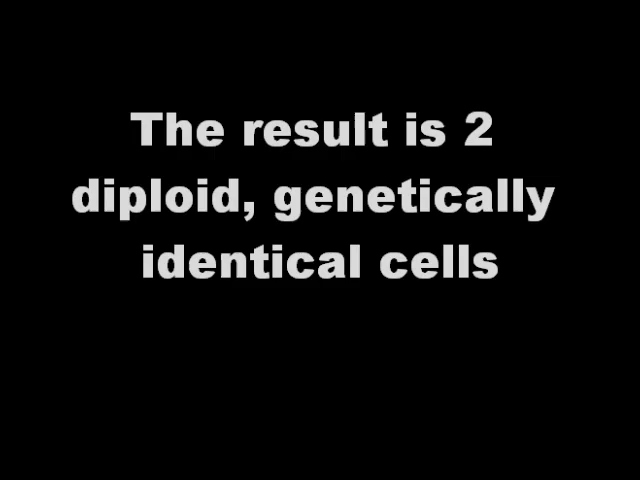 The result is 2
diploid, genetically
identical cells